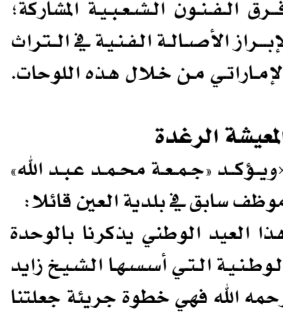 فرق الفنون الشعبية المشاركة؛
لإبراز الأصالة الفنية في التراث
الإماراتي من خلال هذه اللوحات.
المعيشة الرغدة
ويؤكد «جمعة محمد عبد الله»
موظف سابق في بلدية العين قائلا:
هذا العيد الوطني يذكرنا بالوحدة
الوطنية التي أسسها الشيخ زايد
رحمه الله فهي خطوة جريئة جعلتنا